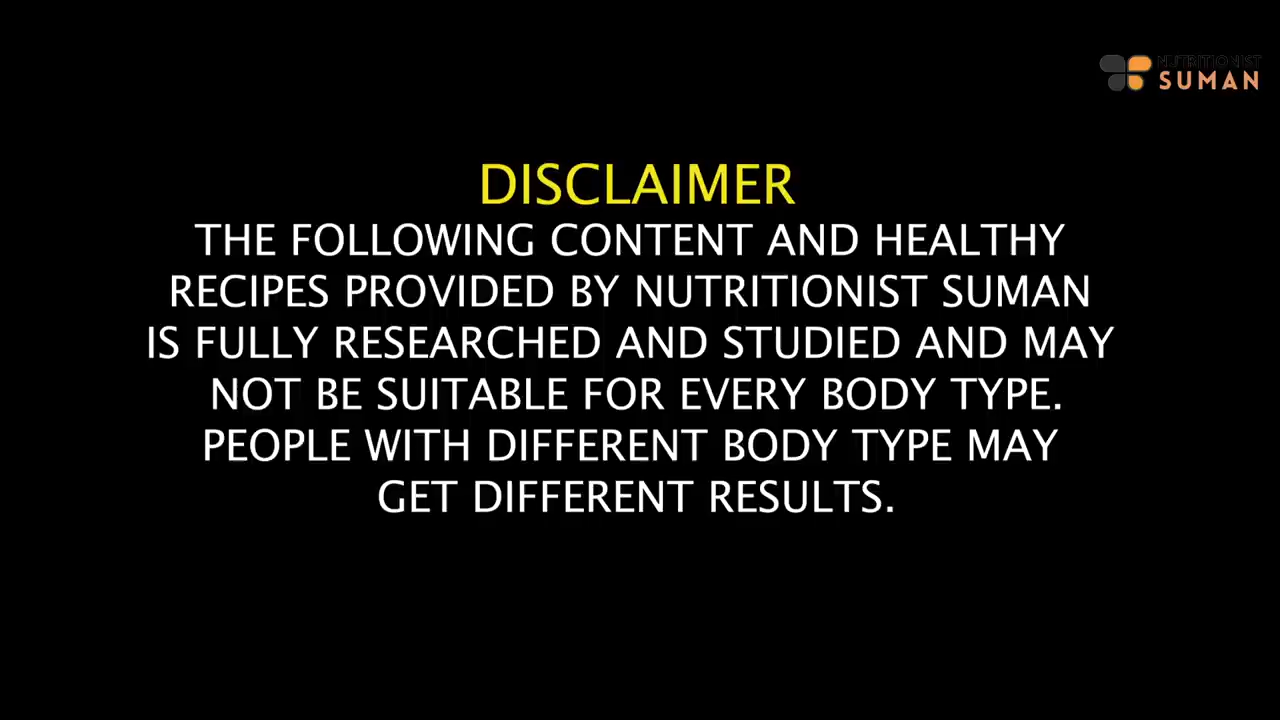 NUTRITIONIST
SUMAN
DISCLAIMER
THE FOLLOWING CONTENT AND HEALTHY
RECIPES PROVIDED BY NUTRITIONIST SUMAN
IS FULLY RESEARCHED AND STUDIED AND MAY
NOT BE SUITABLE FOR EVERY BODY TYPE.
PEOPLE WITH DIFFERENT BODY TYPE MAY
GET DIFFERENT RESULTS.